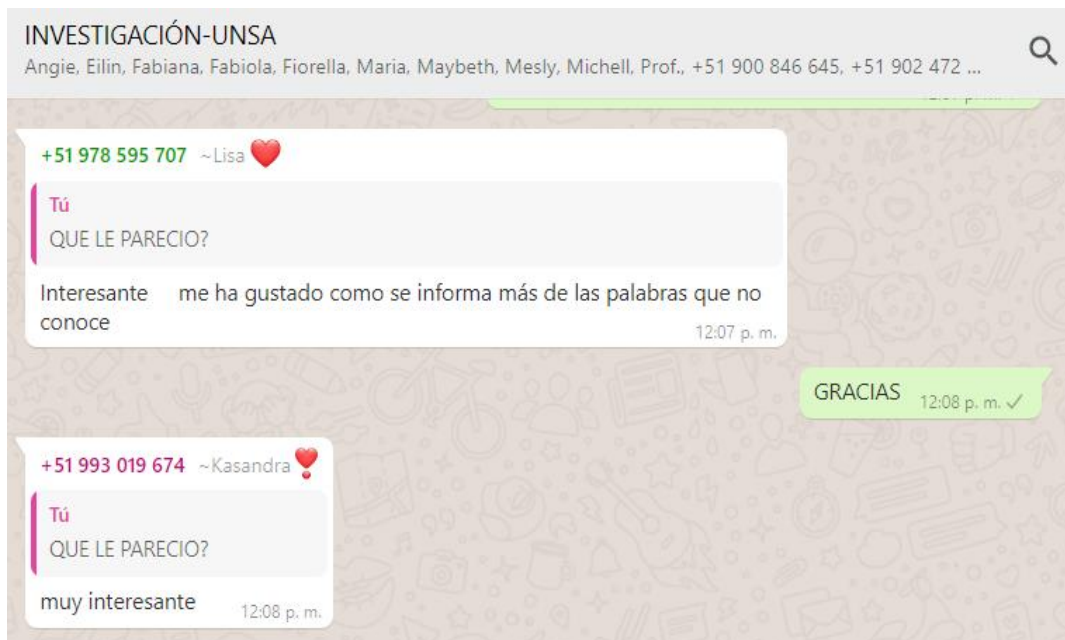 INVESTIGACIÓN-UNSA
Angie, Eilin, Fabiana, Fabiola, Fiorella, Maria, Maybeth, Mesly, Michell, Prof., +51 900 846 645, +51 902 472 ...
+51 978 595 707 ~Lisa
Tú
QUE LE PARECIO?
Interesante me ha gustado como se informa más de las palabras que no
conoce
12:07 p. m.
GRACIAS 12:08 p. m.
+51 993 019 674 ~Kasandra
Tú
QUE LE PARECIO?
muy interesante 12:08 p. m.